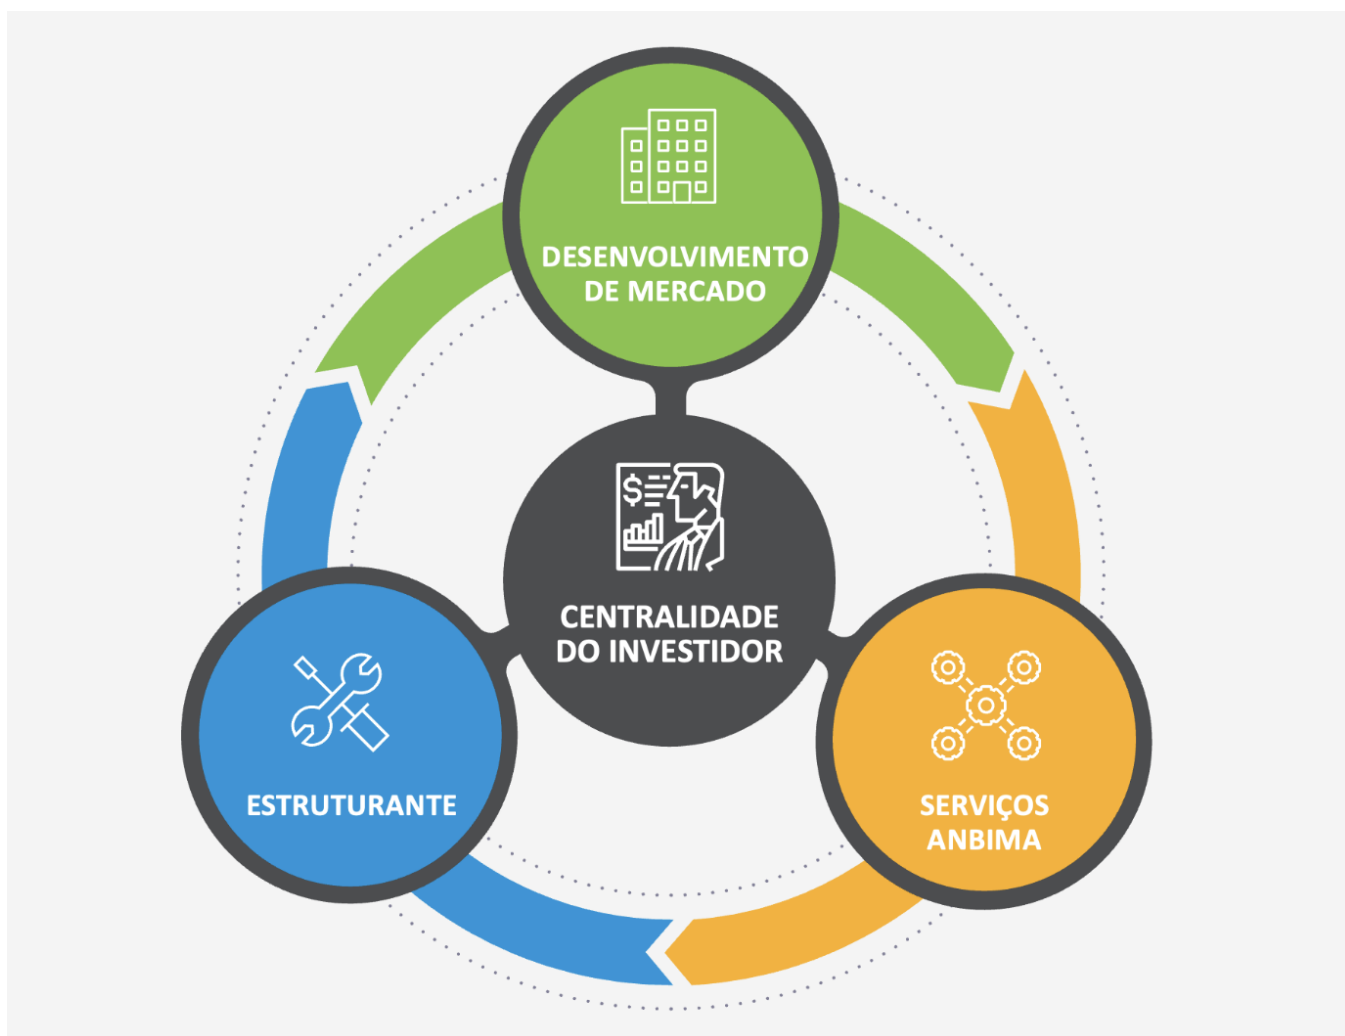 DESENVOLVIMENTO
DE MERCADO
$
CENTRALIDADE
DO INVESTIDOR
ESTRUTURANTE
SERVIÇOS
ANBIMA